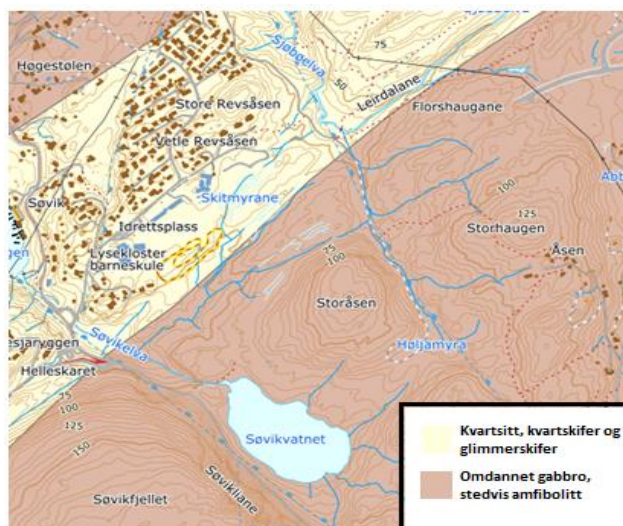 75
Høgestølen
Sjøbøelva
50
Leirdalane
Store Revsåsen
Florshaugane
Vetle Revsåsen
Skitmyrane
100
Søvik
125
Idrettsplass
Storhaugen
Åsen
Lysekloster
barneskule
75
100
Storåsen
Søvikelva
Høljamyra
Helleskaret
75
100
125
150
Søvikvatnet
Kvartsitt, kvartskifer og
glimmerskifer
Søvikliane
Omdannet gabbro,
stedvis amfibolitt
Søvikfjellet